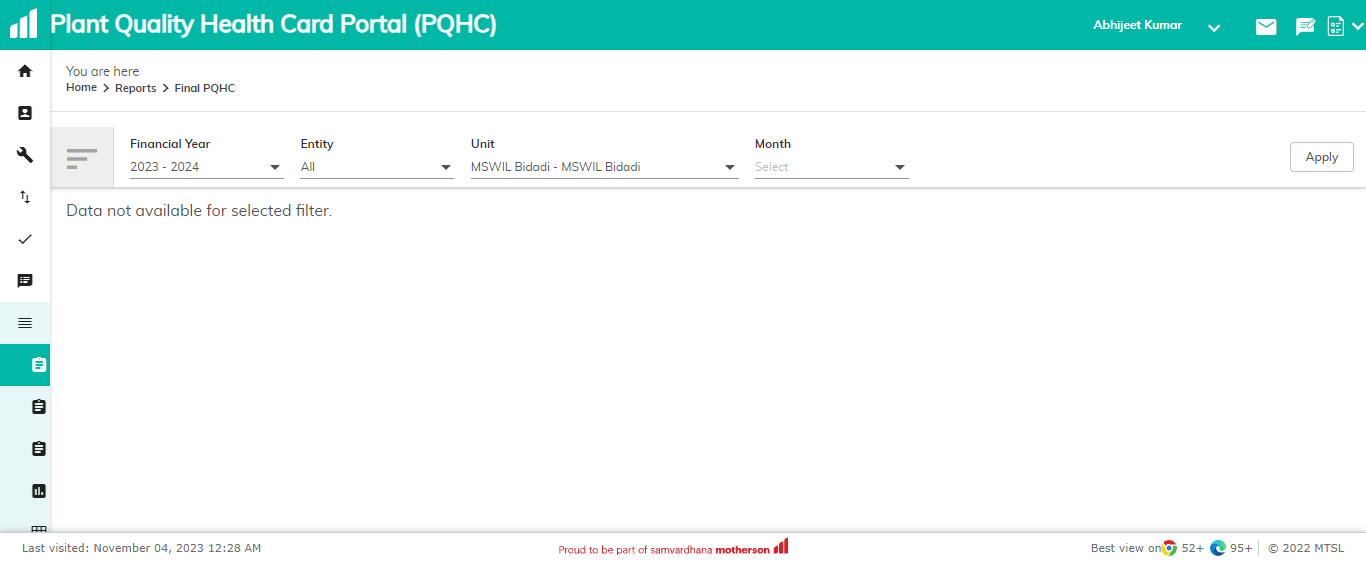 Plant Quality Health Card Portal (PQHC)
Abhijeet Kumar
You are here
Home Reports Final PQHC
Financial Year Entity Unit Month
2023 - 2024 All MSWIL Bidadi - MSWIL Bidadi Select
Apply
Data not available for selected filter.
Last visited: November 04, 2023 12:28 AM
Proud to be part of samvardhana motherson
Best view on 52+ 95+ © 2022 MTSL